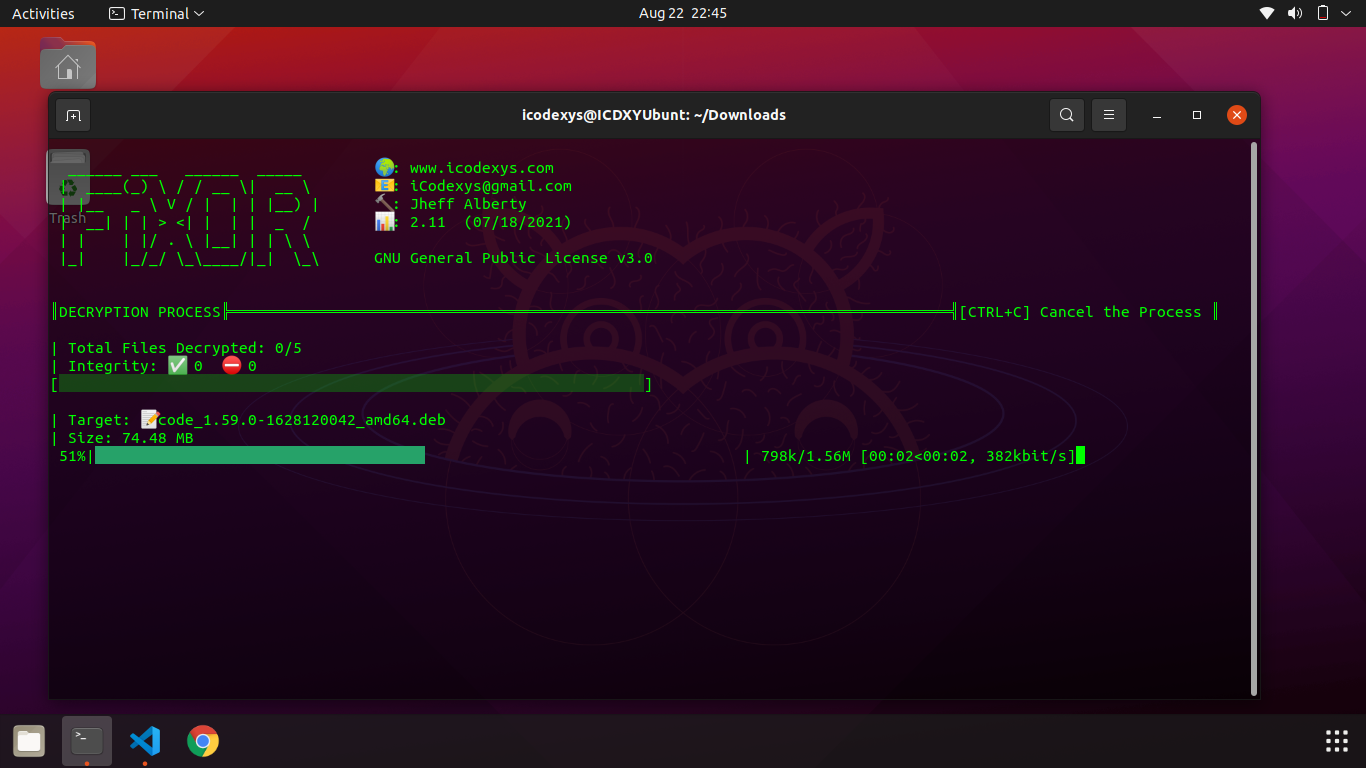 Activities
Terminal
Aug 22 22:45
icodexys@ICDXYUbunt: ~/Downloads
Trash
FIXOR
: www.icodexys.com
: iCodexys@gmail.com
: Jheff Alberty
: 2.11 (07/18/2021)
GNU General Public License v3.0
║DECRYPTION PROCESS╠═════════════════════════╣[CTRL+C] Cancel the Process ║
| Total Files Decrypted: 0/5
| Integrity: ✅ 0 ⛔ 0
[ ]
| Target: 📝code_1.59.0-1628120042_amd64.deb
| Size: 74.48 MB
51%| | 798k/1.56M [00:02<00:02, 382kbit/s]